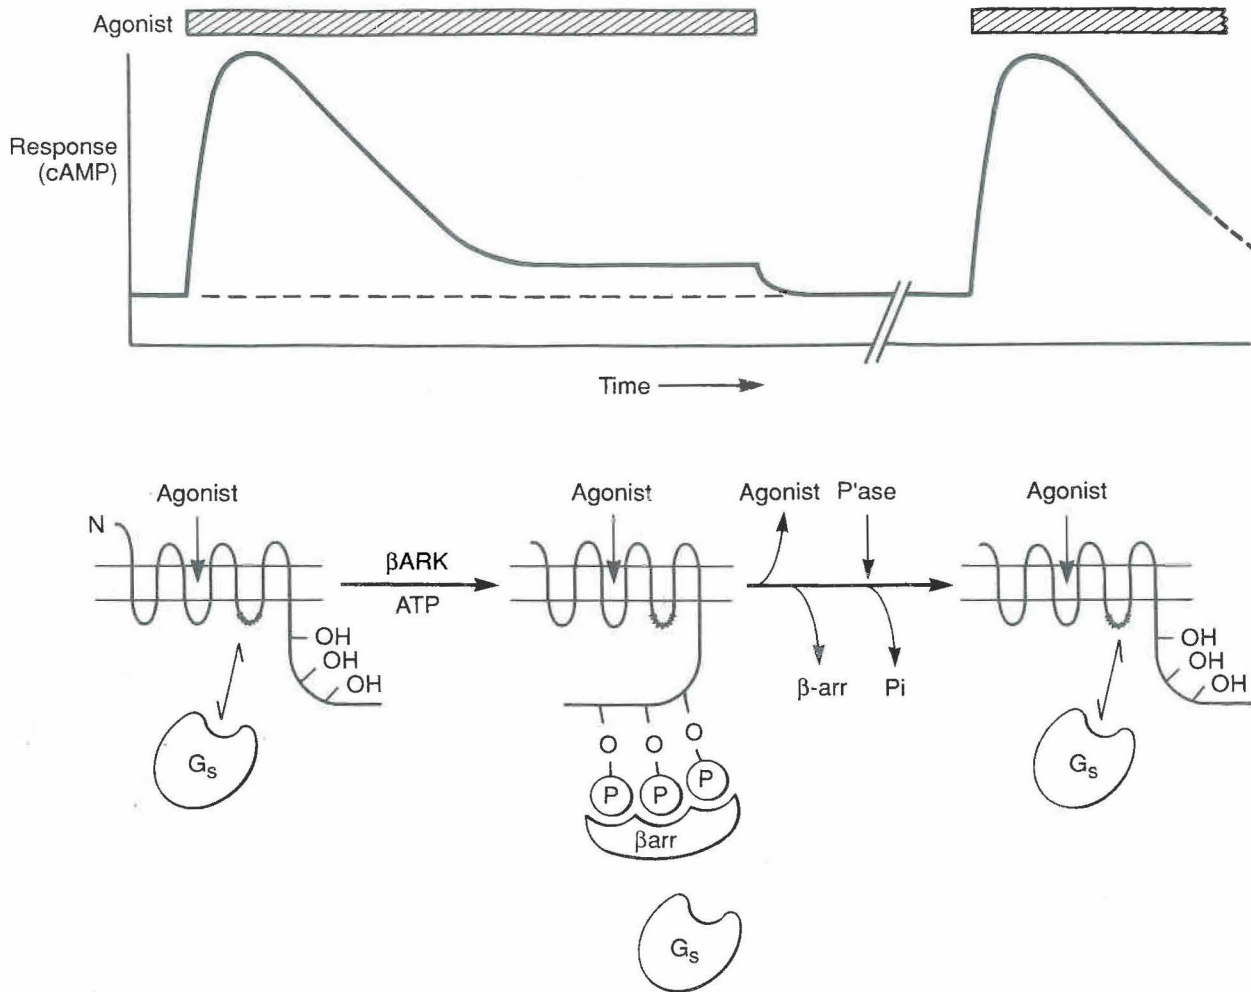 Agonist
Response
(cAMP)
Time
Agonist
N
OH
OH
OH
Gs
βARK
ATP
Agonist
O
O
O
P
P
P
βarr
Gs
Agonist
P'ase
β-arr
Pi
Agonist
OH
OH
OH
Gs